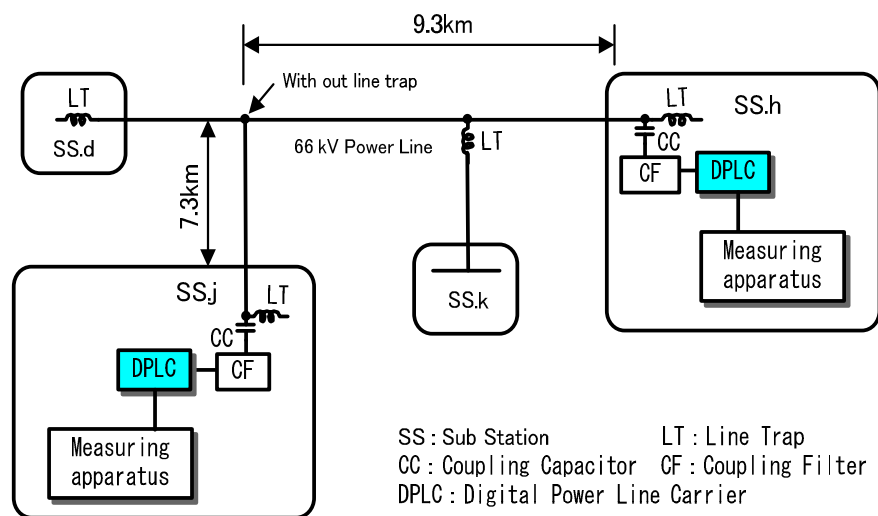 9.3km
With out line trap
LT
SS.d
66 kV Power Line
LT
LT
SS.h
CC
CF
DPLC
Measuring
apparatus
7.3km
SS.k
SS.j
LT
CC
DPLC
CF
Measuring
apparatus
SS : Sub Station
LT : Line Trap
CC : Coupling Capacitor
CF : Coupling Filter
DPLC : Digital Power Line Carrier